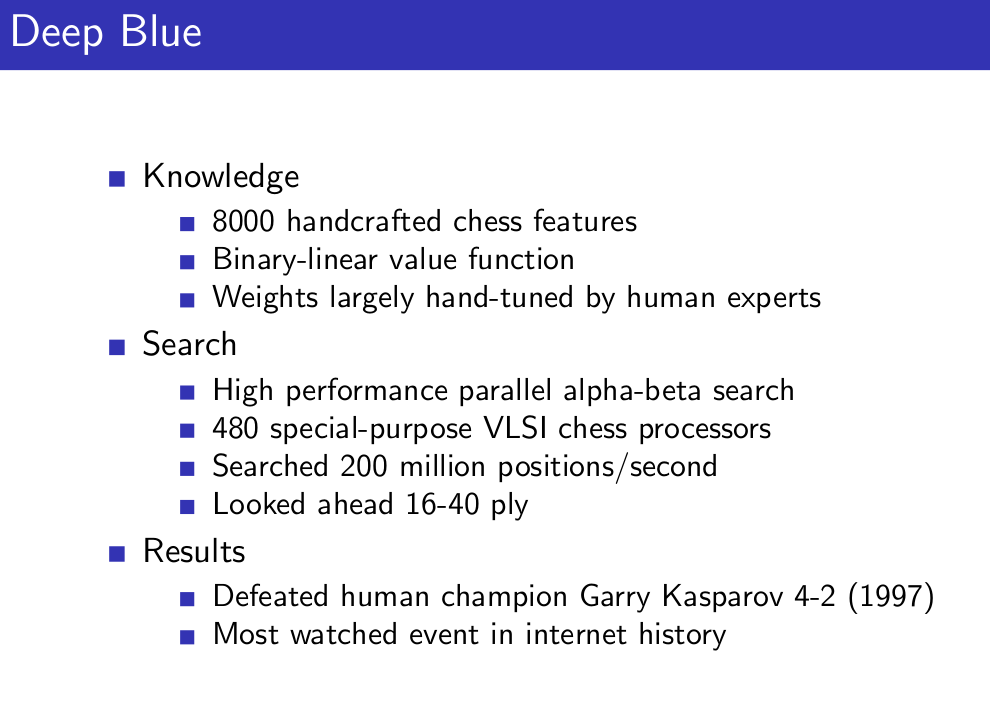 Deep Blue
Knowledge
8000 handcrafted chess features
Binary-linear value function
Weights largely hand-tuned by human experts
Search
High performance parallel alpha-beta search
480 special-purpose VLSI chess processors
Searched 200 million positions/second
Looked ahead 16-40 ply
Results
Defeated human champion Garry Kasparov 4-2 (1997)
Most watched event in internet history